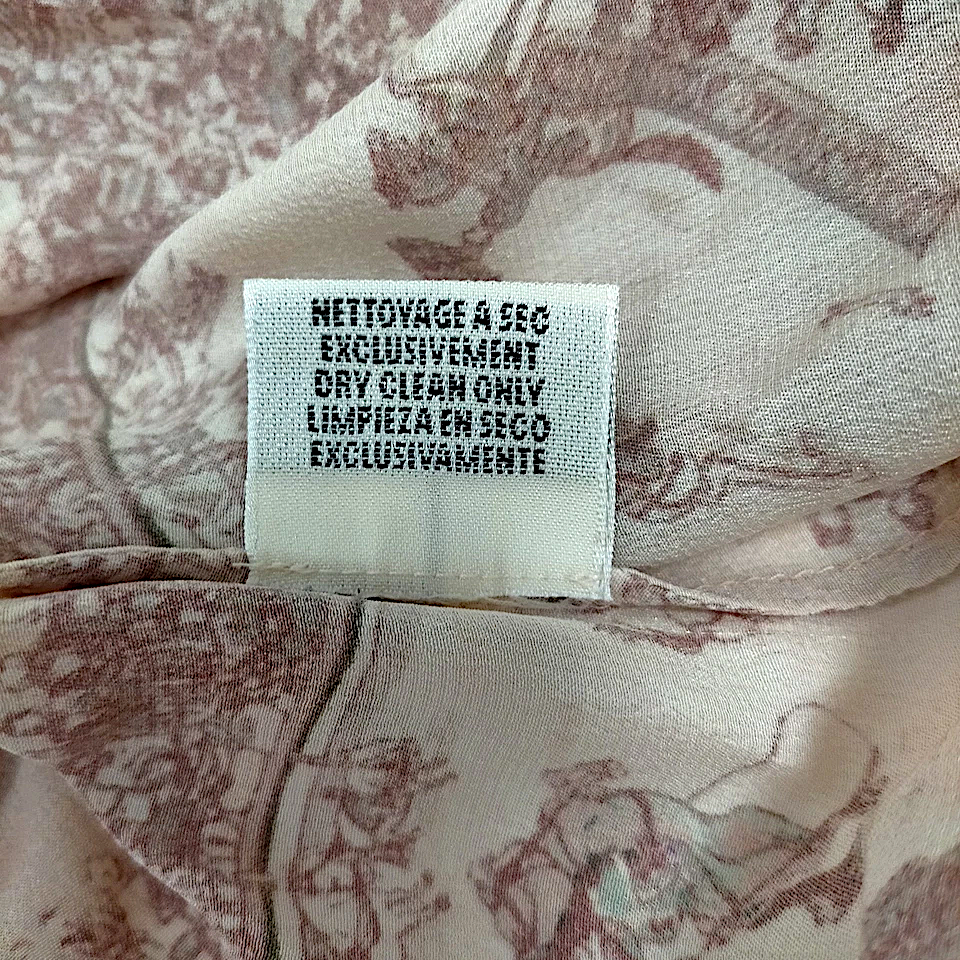 NETTOYAGE A SEC
EXCLUSIVEMENT
DRY CLEAN ONLY
LIMPIEZA EN SECO
EXCLUSIVAMENTE